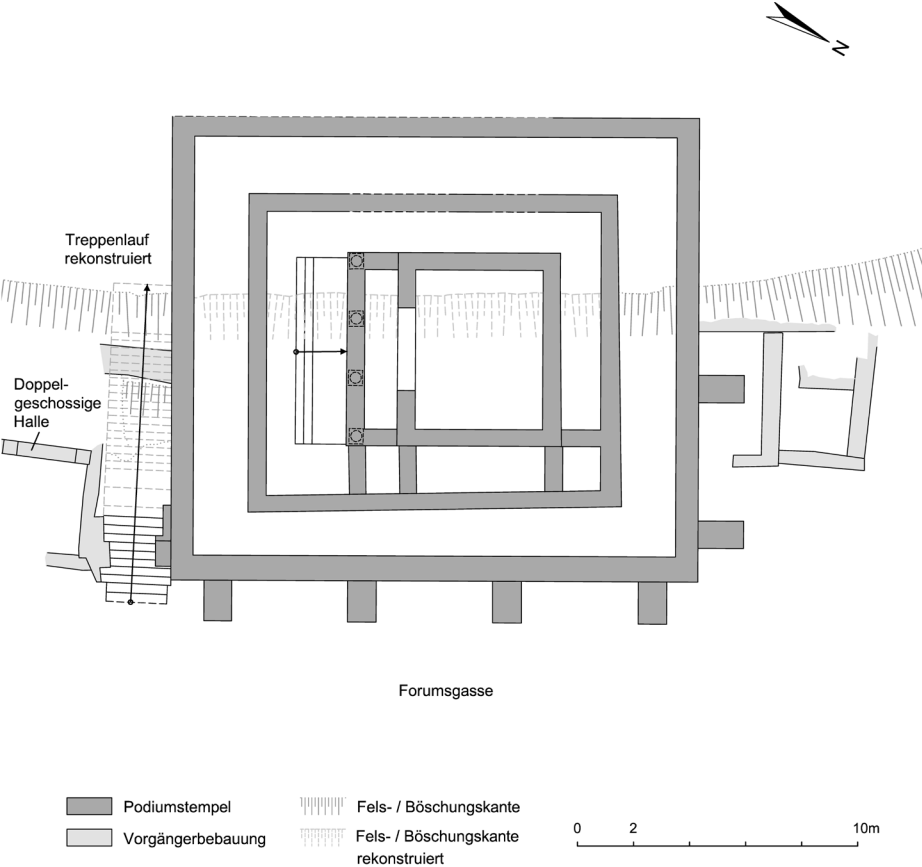 N
Treppenlauf
rekonstruiert
Doppel-
geschossige
Halle
Forumsgasse
Podiumstempel
Vorgängerbebauung
Fels- / Böschungskante
Fels- / Böschungskante
rekonstruiert
0 2 10m